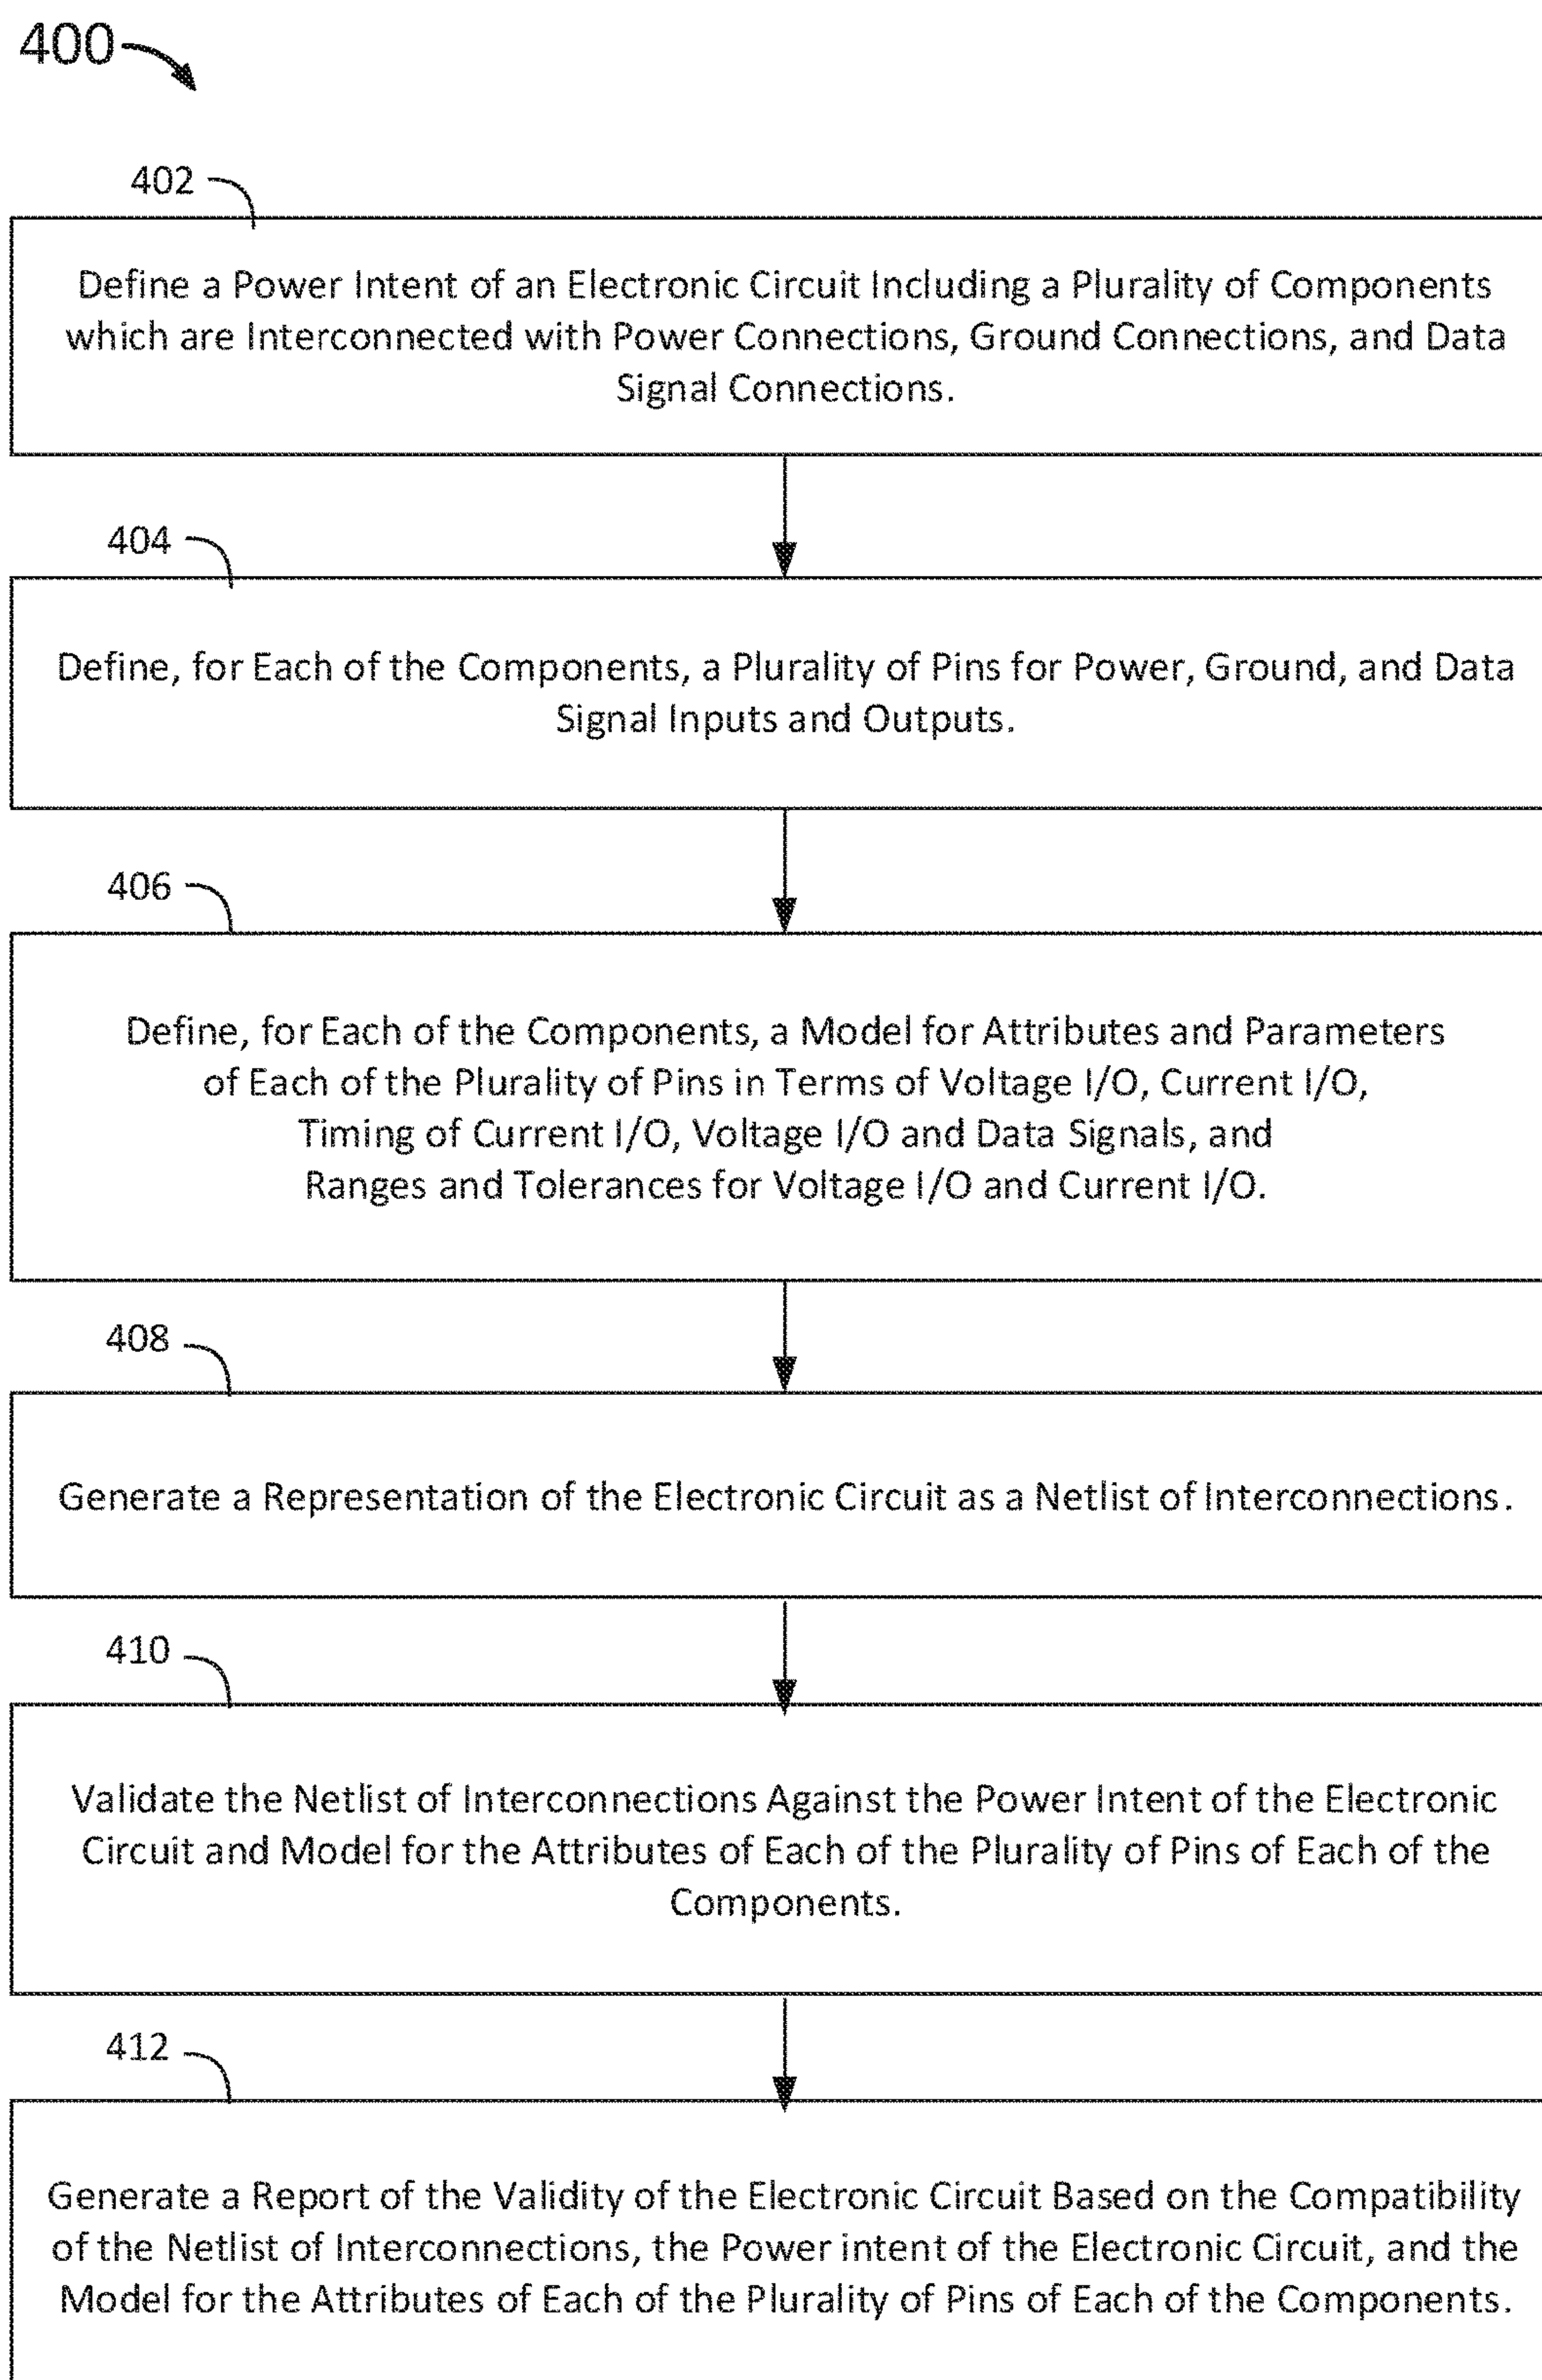 400
402
Define a Power Intent of an Electronic Circuit Including a Plurality of Components
which are Interconnected with Power Connections, Ground Connections, and Data
Signal Connections.
404
Define, for Each of the Components, a Plurality of Pins for Power, Ground, and Data
Signal Inputs and Outputs.
406
Define, for Each of the Components, a Model for Attributes and Parameters
of Each of the Plurality of Pins in Terms of Voltage I/O, Current I/O,
Timing of Current I/O, Voltage I/O and Data Signals, and
Ranges and Tolerances for Voltage I/O and Current I/O.
408
Generate a Representation of the Electronic Circuit as a Netlist of Interconnections.
410
Validate the Netlist of Interconnections Against the Power Intent of the Electronic
Circuit and Model for the Attributes of Each of the Plurality of Pins of Each of the
Components.
412
Generate a Report of the Validity of the Electronic Circuit Based on the Compatibility
of the Netlist of Interconnections, the Power intent of the Electronic Circuit, and the
Model for the Attributes of Each of the Plurality of Pins of Each of the Components.